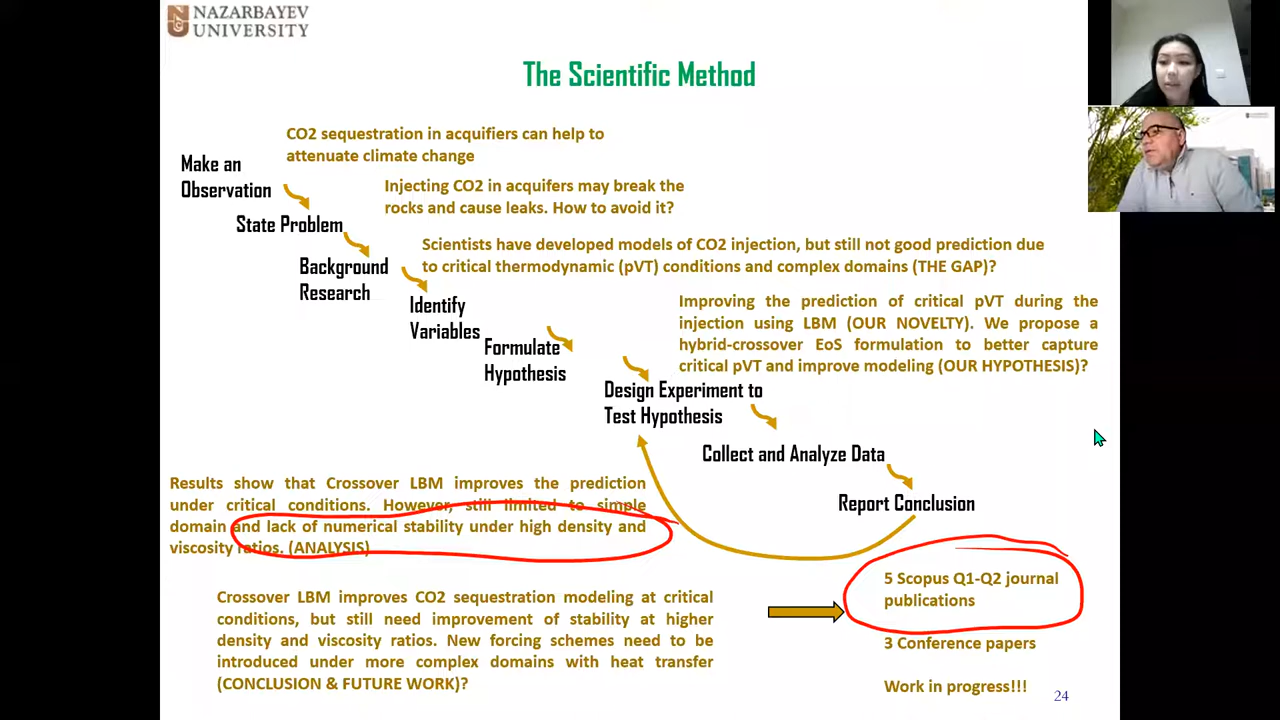 NAZARBAYEV
UNIVERSITY
The Scientific Method
CO2 sequestration in acquifiers can help to
attenuate climate change
Make an
Observation
Injecting CO2 in acquifers may break the
rocks and cause leaks. How to avoid it?
State Problem
Scientists have developed models of CO2 injection, but still not good prediction due
to critical thermodynamic (pVT) conditions and complex domains (THE GAP)?
Background
Research
Identify
Variables
Improving the prediction of critical pVT during the
injection using LBM (OUR NOVELTY). We propose a
hybrid-crossover EoS formulation to better capture
critical pVT and improve modeling (OUR HYPOTHESIS)?
Formulate
Hypothesis
Design Experiment to
Test Hypothesis
Collect and Analyze Data
Report Conclusion
Results show that Crossover LBM improves the prediction
under critical conditions. However, still limited to simple
domain and lack of numerical stability under high density and
viscosity ratios. (ANALYSIS)
Crossover LBM improves CO2 sequestration modeling at critical
conditions, but still need improvement of stability at higher
density and viscosity ratios. New forcing schemes need to be
introduced under more complex domains with heat transfer
(CONCLUSION & FUTURE WORK)?
5 Scopus Q1-Q2 journal
publications
3 Conference papers
Work in progress!!!
24